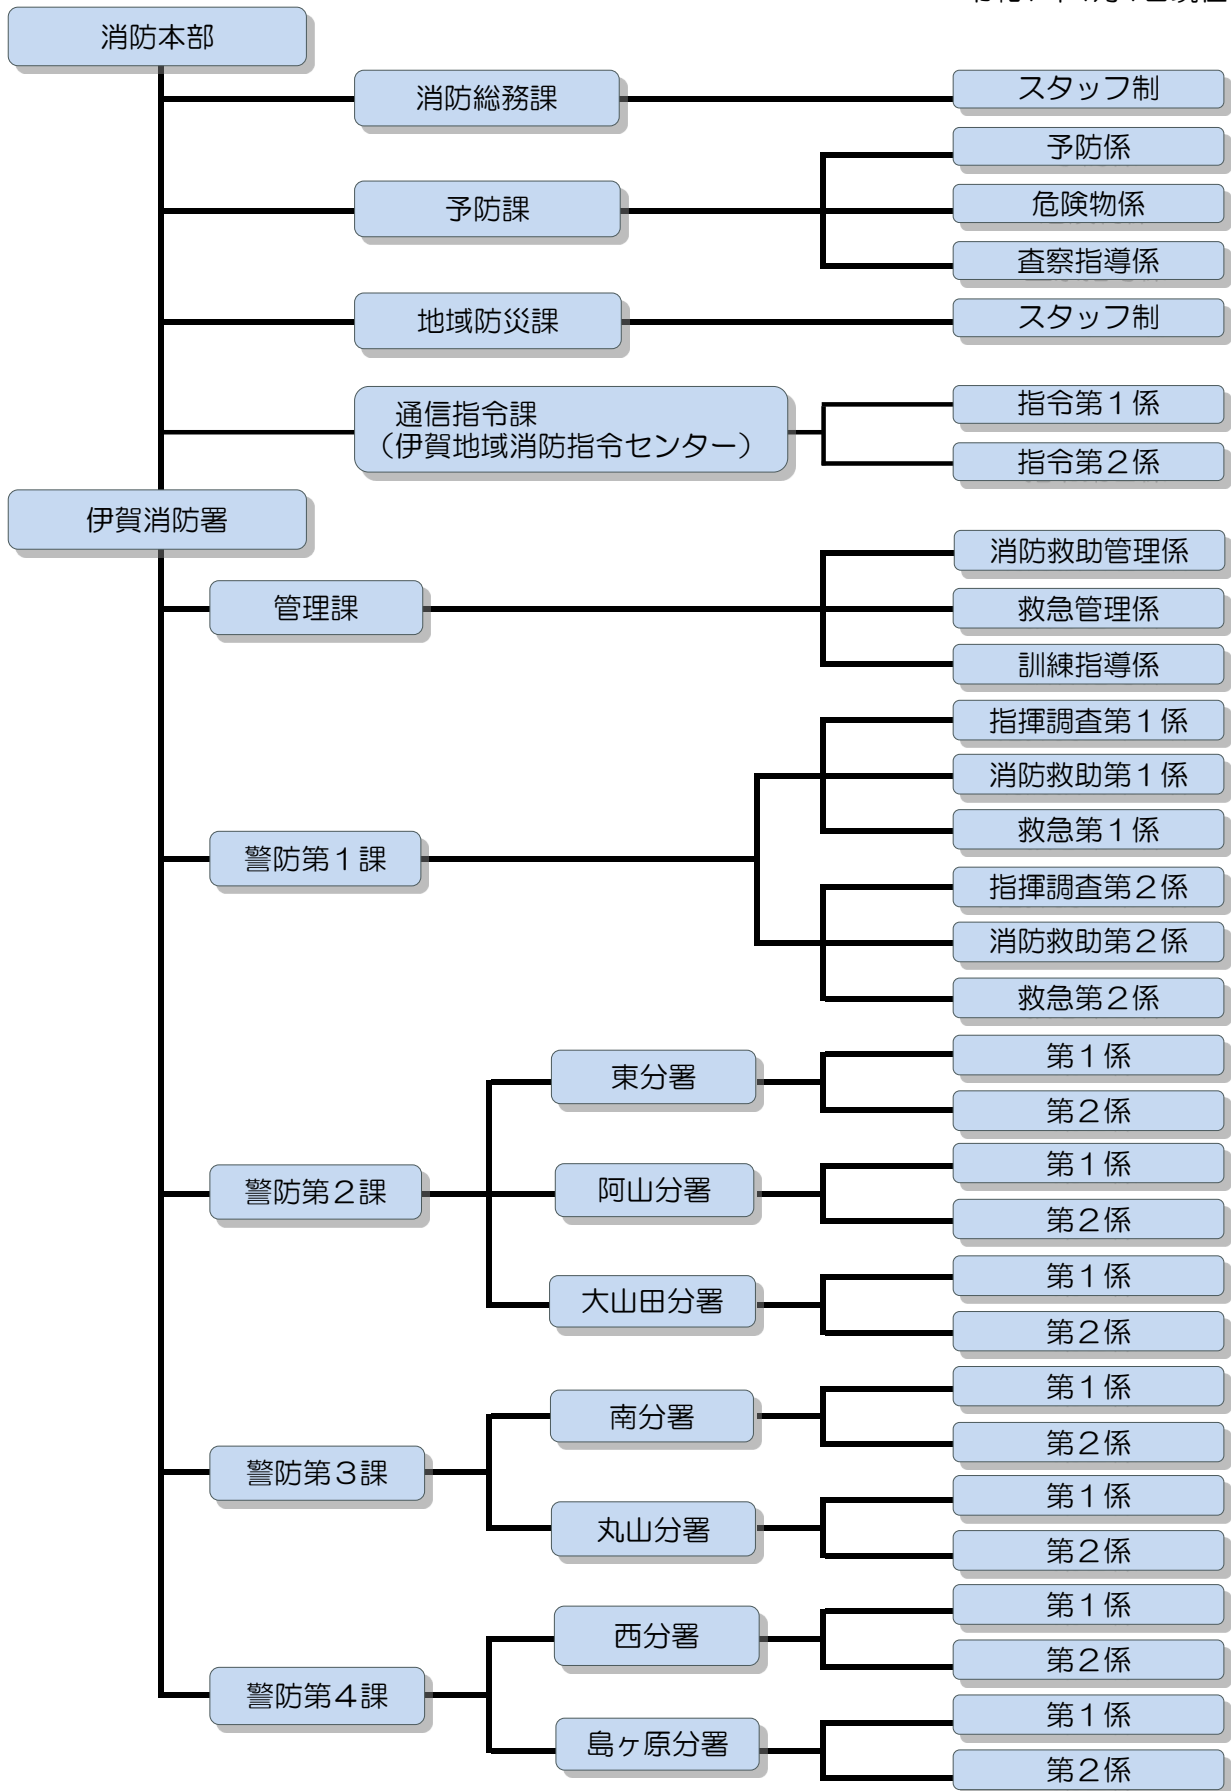 消防本部
消防総務課
スタッフ制
予防課
予防係
危険物係
査察指導係
地域防災課
スタッフ制
通信指令課
（伊賀地域消防指令センター）
指令第１係
指令第２係
伊賀消防署
管理課
消防救助管理係
救急管理係
訓練指導係
警防第１課
指揮調査第１係
消防救助第１係
救急第１係
指揮調査第２係
消防救助第２係
救急第２係
警防第２課
東分署
第１係
第２係
阿山分署
第１係
第２係
大山田分署
第１係
第２係
警防第３課
南分署
第１係
第２係
丸山分署
第１係
第２係
警防第４課
西分署
第１係
第２係
島ヶ原分署
第１係
第２係